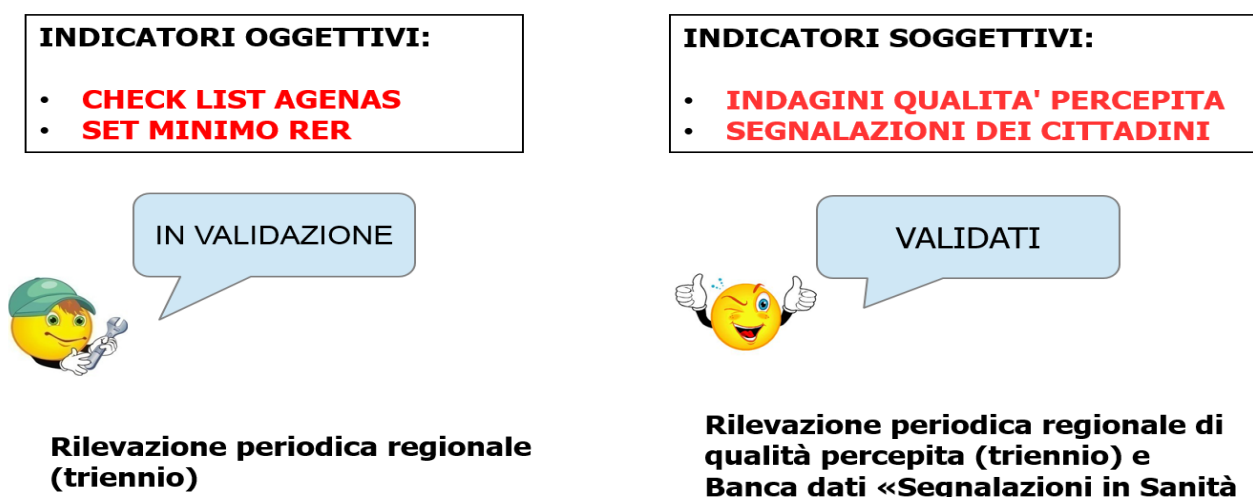 INDICATORI OGGETTIVI:
• CHECK LIST AGENAS
• SET MINIMO RER
IN VALIDAZIONE
Rilevazione periodica regionale
(triennio)
INDICATORI SOGGETTIVI:
• INDAGINI QUALITA' PERCEPITA
• SEGNALAZIONI DEI CITTADINI
VALIDATI
Rilevazione periodica regionale di
qualità percepita (triennio) e
Banca dati «Segnalazioni in Sanità